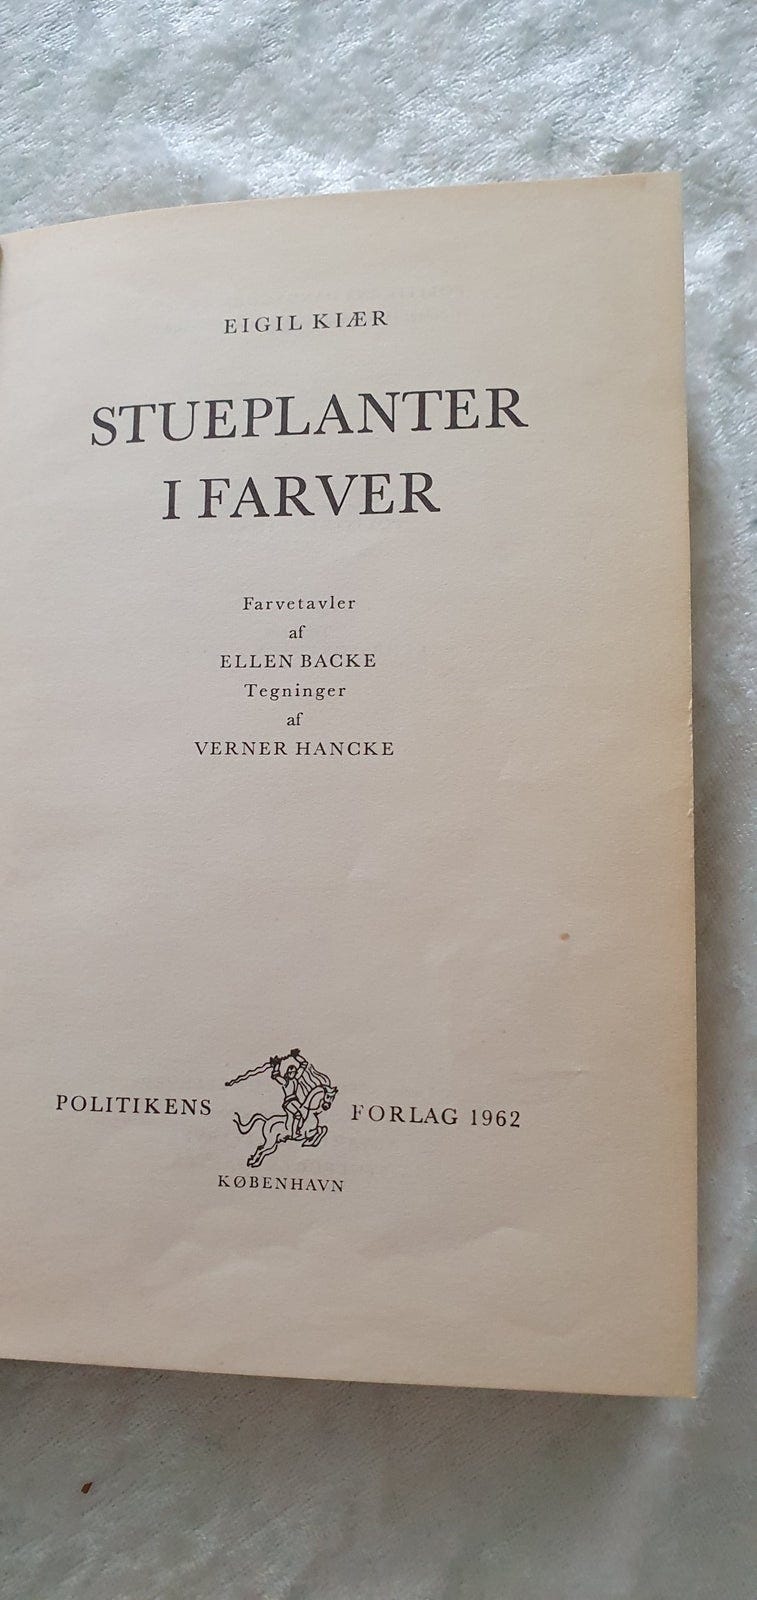 EIGIL KIÆR
STUEPLANTER
I FARVER
Farvetavler
af
ELLEN BACKE
Tegninger
af
VERNER HANCKE
POLITIKENS FORLAG 1962
KØBENHAVN